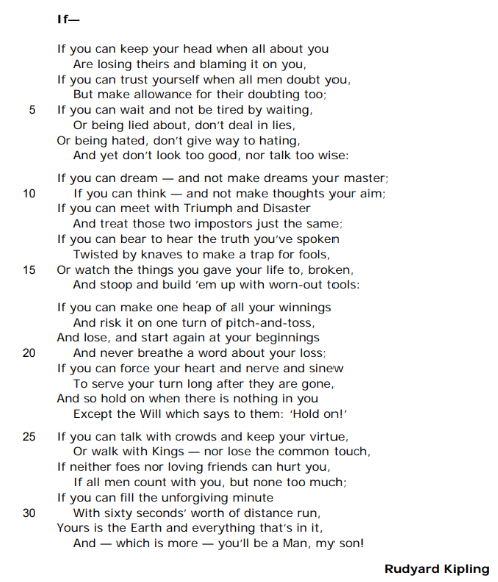 If—
If you can keep your head when all about you
Are losing theirs and blaming it on you,
If you can trust yourself when all men doubt you,
But make allowance for their doubting too;
5 If you can wait and not be tired by waiting,
Or being lied about, don't deal in lies,
Or being hated, don't give way to hating,
And yet don't look too good, nor talk too wise:
If you can dream — and not make dreams your master;
10 If you can think — and not make thoughts your aim;
If you can meet with Triumph and Disaster
And treat those two impostors just the same;
If you can bear to hear the truth you've spoken
Twisted by knaves to make a trap for fools,
15 Or watch the things you gave your life to, broken,
And stoop and build 'em up with worn-out tools:
If you can make one heap of all your winnings
And risk it on one turn of pitch-and-toss,
And lose, and start again at your beginnings
20 And never breathe a word about your loss;
If you can force your heart and nerve and sinew
To serve your turn long after they are gone,
And so hold on when there is nothing in you
Except the Will which says to them: 'Hold on!'
25 If you can talk with crowds and keep your virtue,
Or walk with Kings — nor lose the common touch,
If neither foes nor loving friends can hurt you,
If all men count with you, but none too much;
If you can fill the unforgiving minute
30 With sixty seconds' worth of distance run,
Yours is the Earth and everything that's in it,
And — which is more — you'll be a Man, my son!
Rudyard Kipling